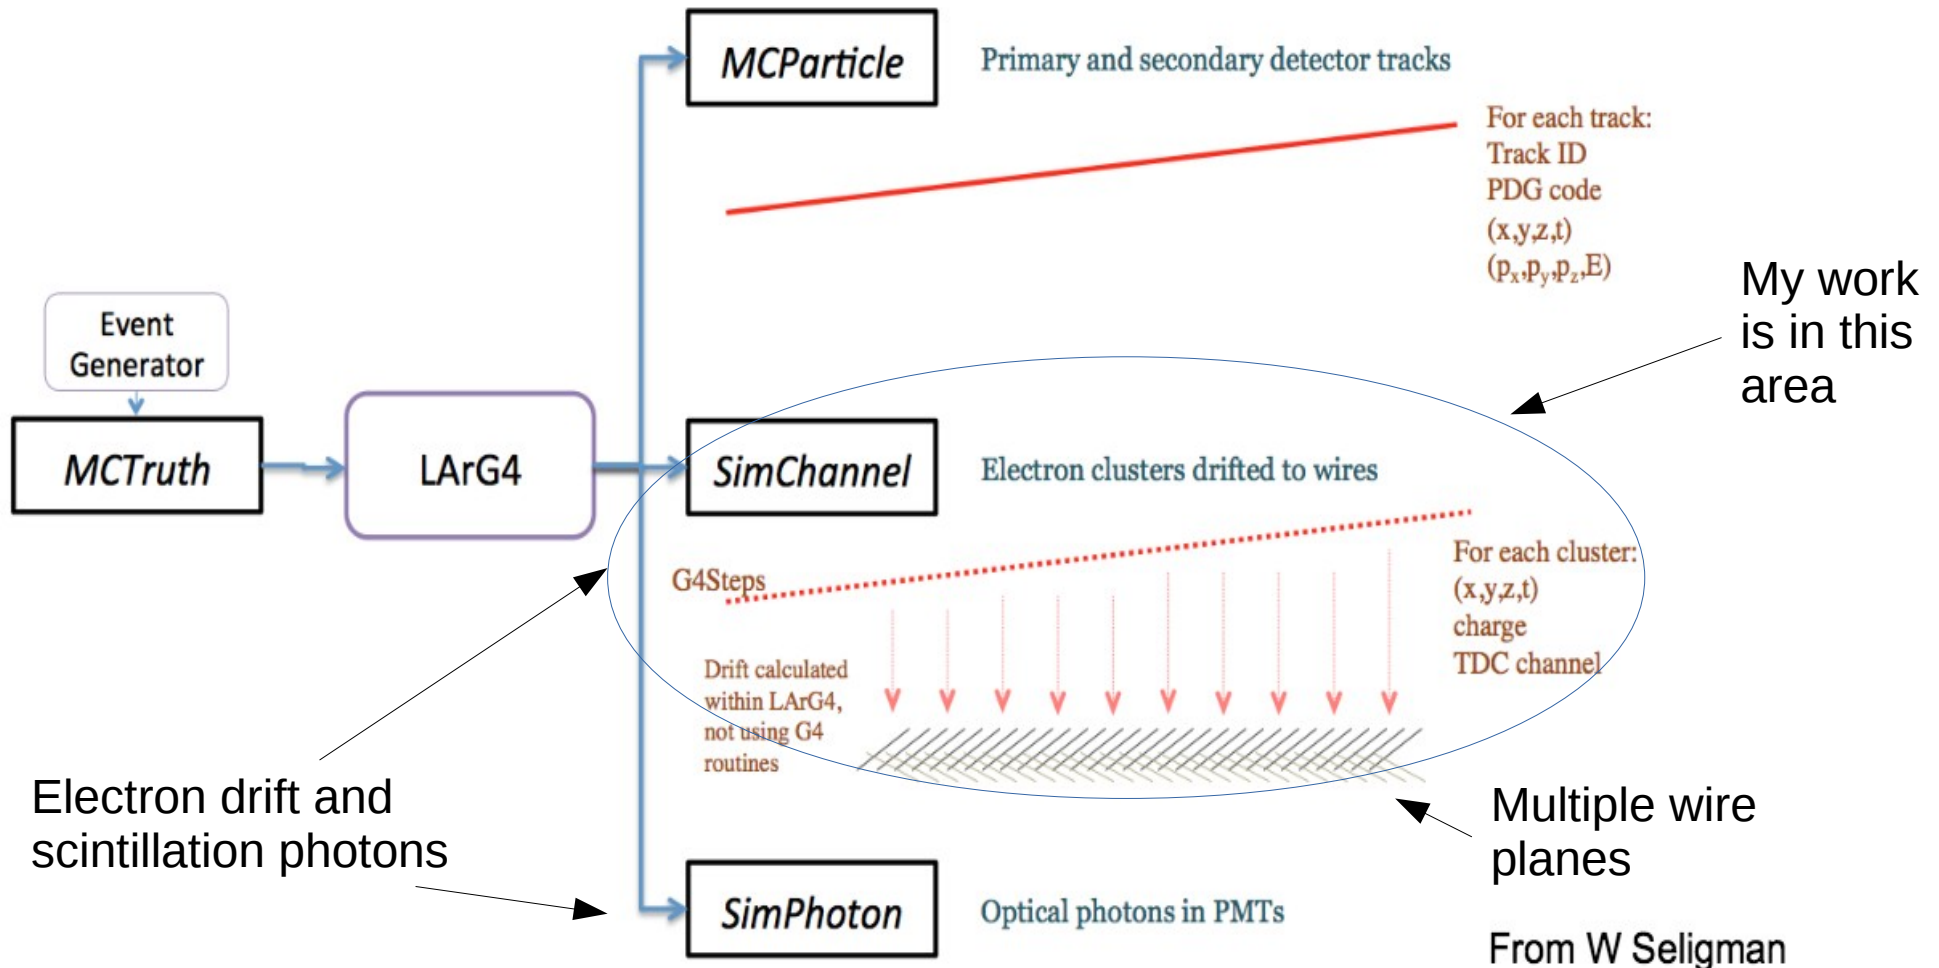 MCParticle
Primary and secondary detector tracks
For each track:
Track ID
PDG code
(x,y,z,t)
(px,py,pz,E)
My work
is in this
area
Event
Generator
MCTruth
LArG4
SimChannel
Electron clusters drifted to wires
G4Steps
For each cluster:
(x,y,z,t)
charge
TDC channel
Drift calculated
within LArG4,
not using G4
routines
Electron drift and
scintillation photons
Multiple wire
planes
SimPhoton
Optical photons in PMTs
From W Seligman